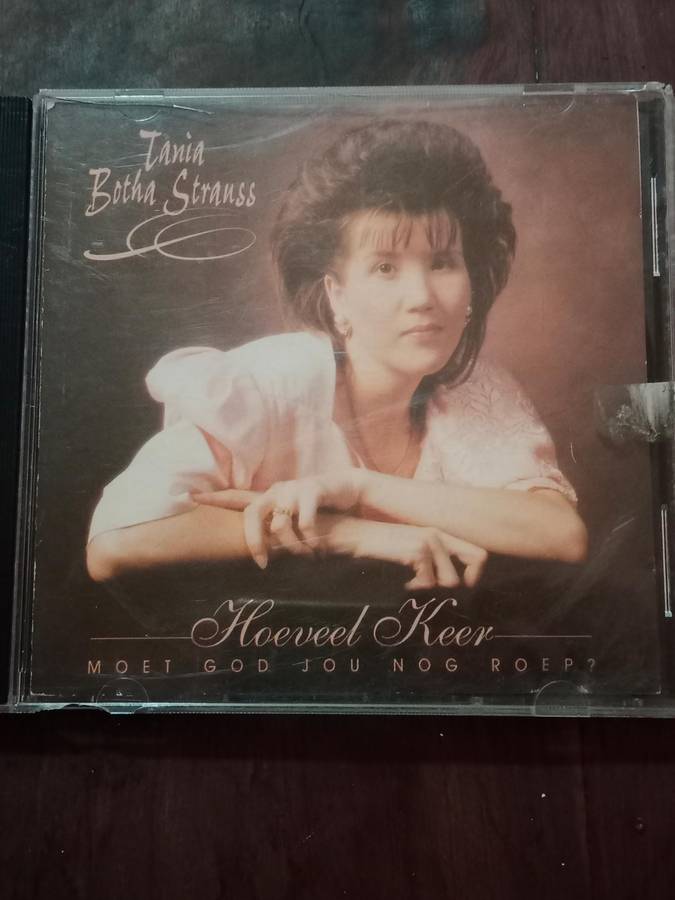 Tania
Botha Strauss
Hoeveel Keer
MOET GOD JOU NOG ROEP?